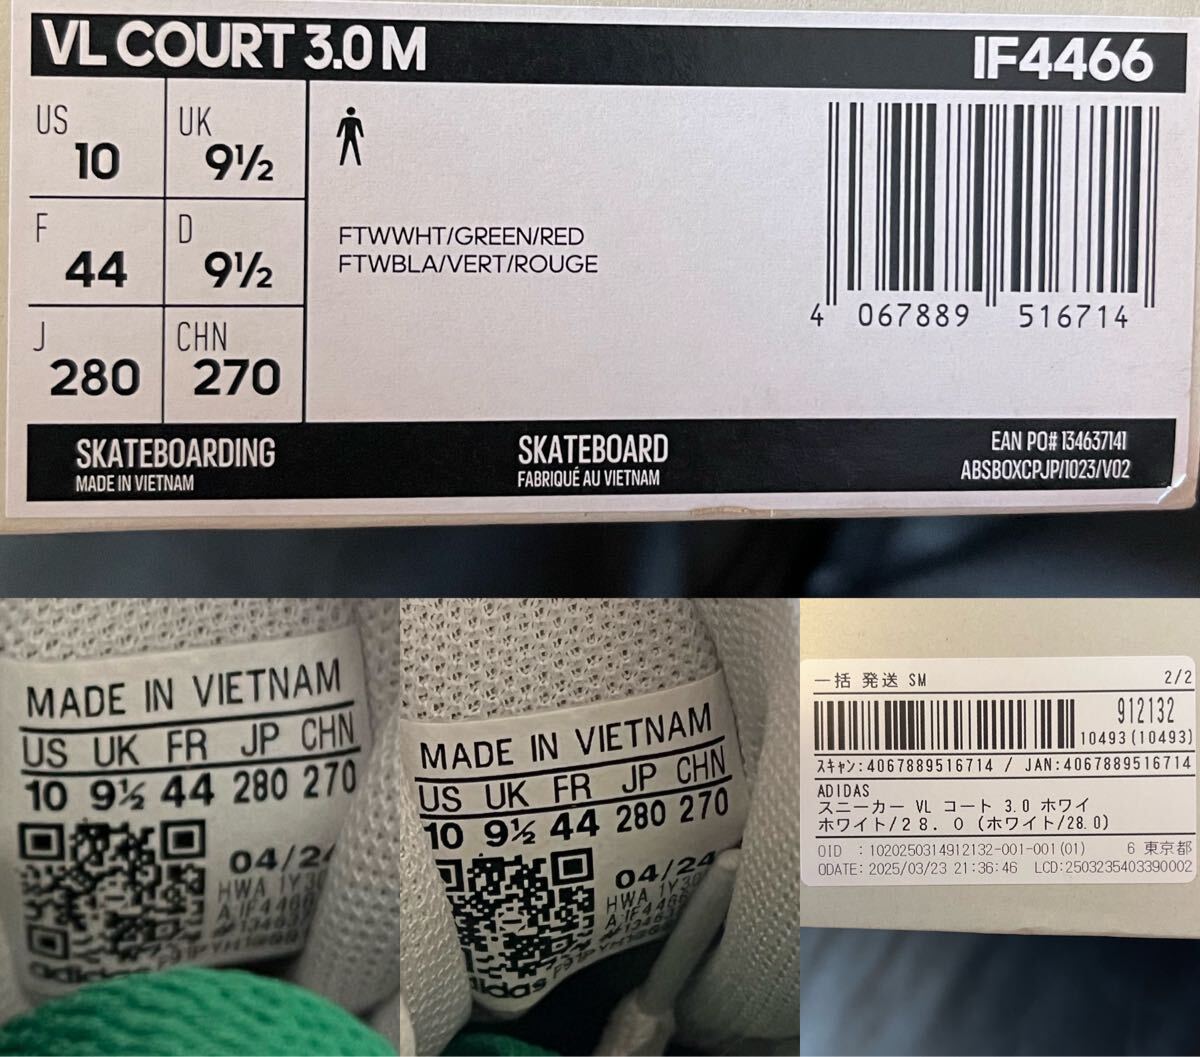 VL COURT 3.0 M IF4466
US 10 UK 9½
F 44 D 9½
J 280 CHN 270
FTWWHT/GREEN/RED
FTWBLA/VERT/ROUGE
4 067889 516714
SKATEBOARDING
MADE IN VIETNAM
SKATEBOARD
FABRIQUÉ AU VIETNAM
EAN PO# 134637141
ABSBOXCPJP/1023/V02
MADE IN VIETNAM
US UK FR JP CHN
10 9½ 44 280 270
04/24
HWA 1Y30
A:IF4466
adidas
MADE IN VIETNAM
US UK FR JP CHN
10 9½ 44 280 270
04/24
HWA 1Y30
A:IF4466
adidas
一括 発送 SM 2/2
912132
10493(10493)
スキャン:4067889516714 / JAN:4067889516714
ADIDAS
スニーカー VL コート 3.0 ホワイ
ホワイト/28.0 (ホワイト/28.0)
OID :1020250314912132-001-001(01) 6 東京都
ODATE: 2025/03/23 21:36:46 LCD:2503235403390002